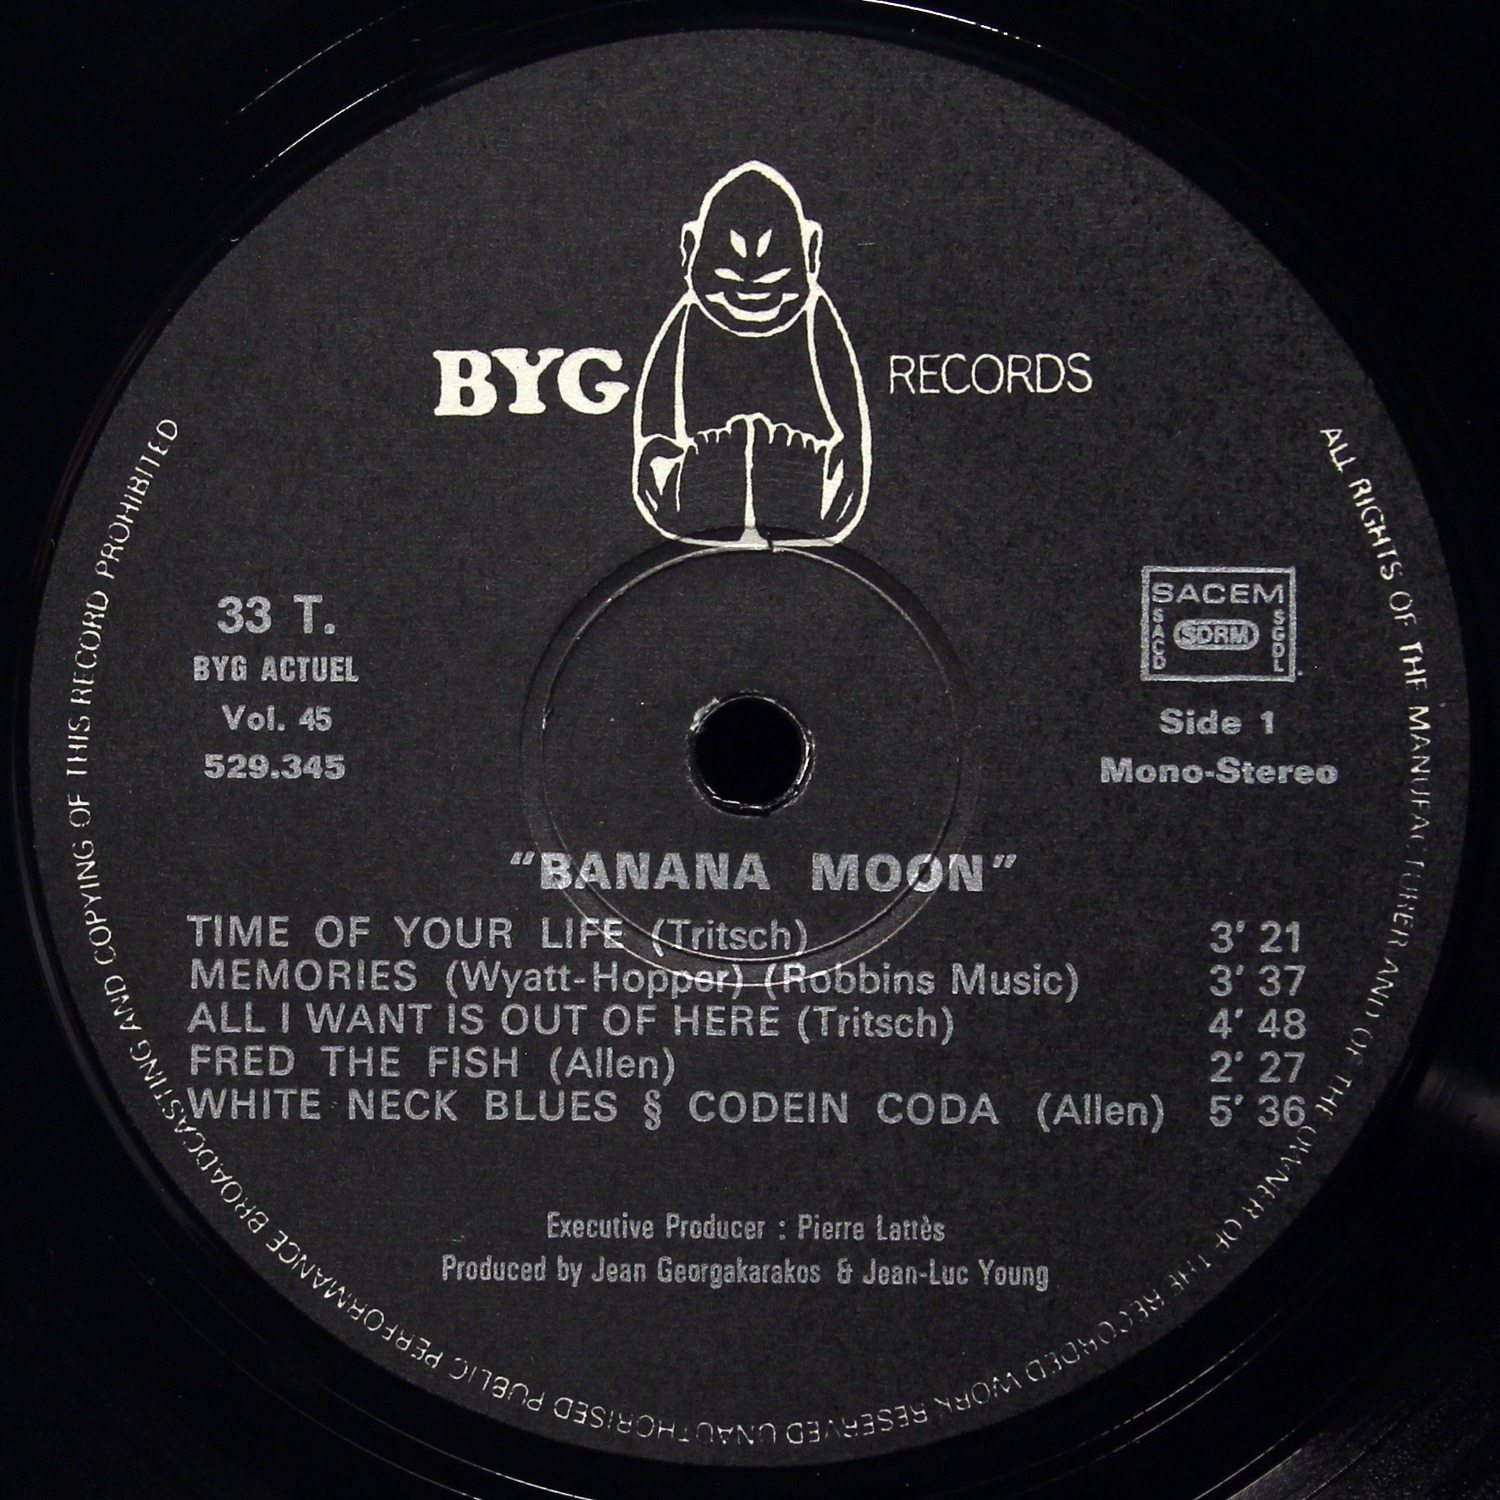 BYG RECORDS
33 T.
BYG ACTUEL
Vol. 45
529.345
SACEM
SACD
SDRM
SGDL
Side 1
Mono-Stereo
“BANANA MOON”
TIME OF YOUR LIFE (Tritsch) 3’ 21
MEMORIES (Wyatt-Hopper) (Robbins Music) 3’ 37
ALL I WANT IS OUT OF HERE (Tritsch) 4’ 48
FRED THE FISH (Allen) 2’ 27
WHITE NECK BLUES § CODEIN CODA (Allen) 5’ 36
Executive Producer : Pierre Lattès
Produced by Jean Georgakarakos & Jean-Luc Young
ALL RIGHTS OF THE MANUFACTURER AND OF THE OWNER OF THE RECORDED WORK RESERVED UNAUTHORISED PUBLIC PERFORMANCE BROADCASTING AND COPYING OF THIS RECORD PROHIBITED